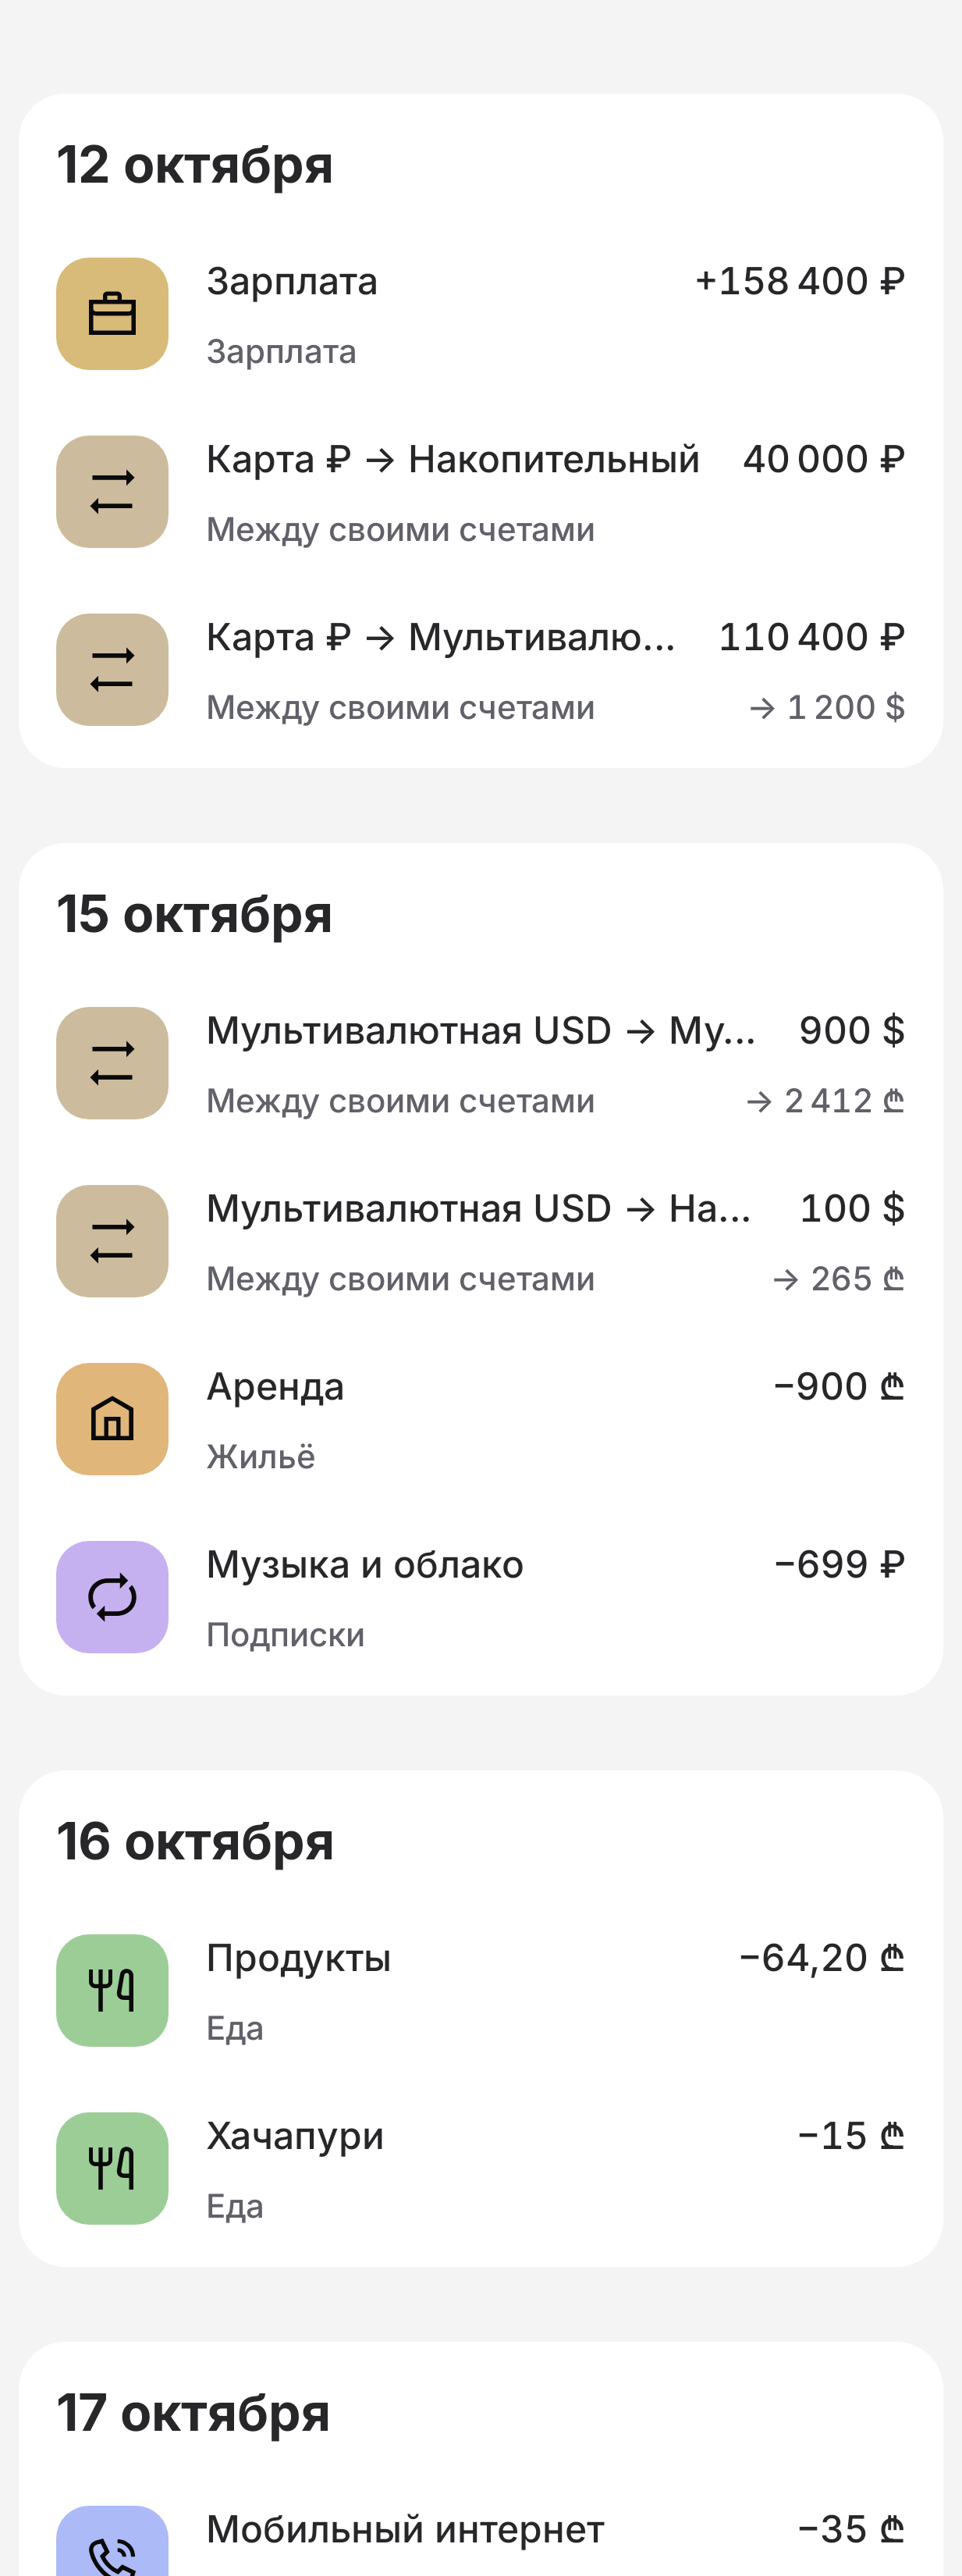 12 октября
Зарплата +158 400 ₽
Зарплата
Карта ₽ → Накопительный 40 000 ₽
Между своими счетами
Карта ₽ → Мультивалю... 110 400 ₽
Между своими счетами → 1 200 $
15 октября
Мультивалютная USD → Му... 900 $
Между своими счетами → 2 412 ₾
Мультивалютная USD → На... 100 $
Между своими счетами → 265 ₾
Аренда −900 ₾
Жильё
Музыка и облако −699 ₽
Подписки
16 октября
Продукты −64,20 ₾
Еда
Хачапури −15 ₾
Еда
17 октября
Мобильный интернет −35 ₾